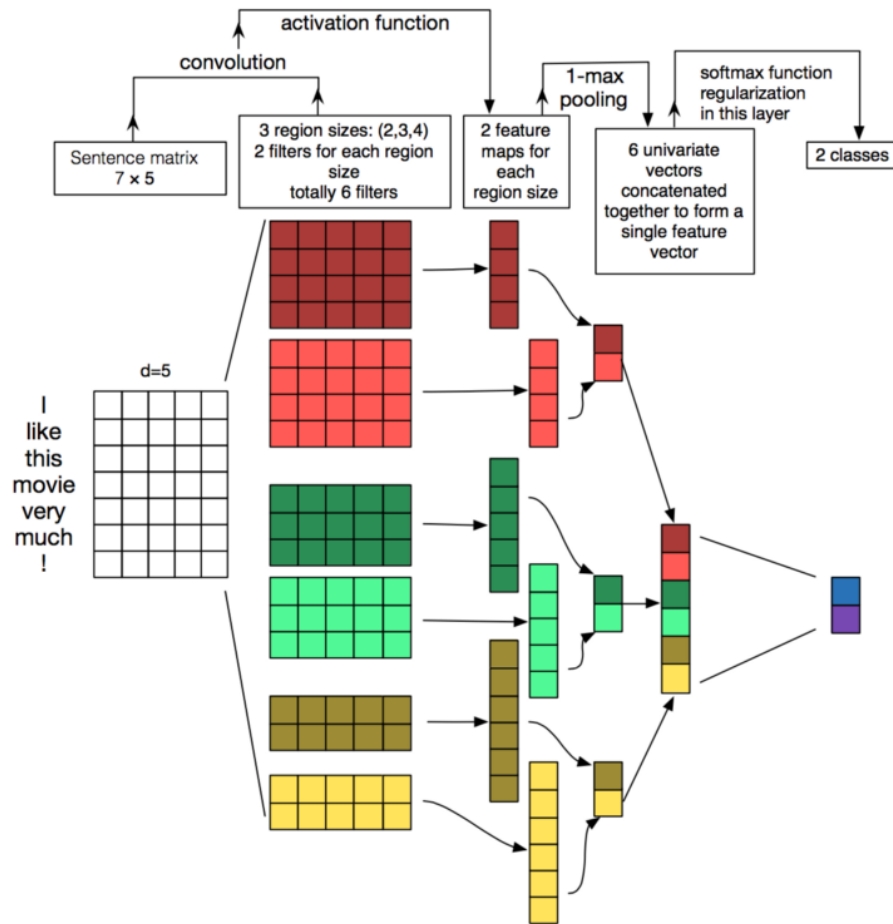 activation function
convolution
1-max
pooling
softmax function
regularization
in this layer
Sentence matrix
7 × 5
3 region sizes: (2,3,4)
2 filters for each region
size
totally 6 filters
2 feature
maps for
each
region size
6 univariate
vectors
concatenated
together to form a
single feature
vector
2 classes
d=5
I
like
this
movie
very
much
!